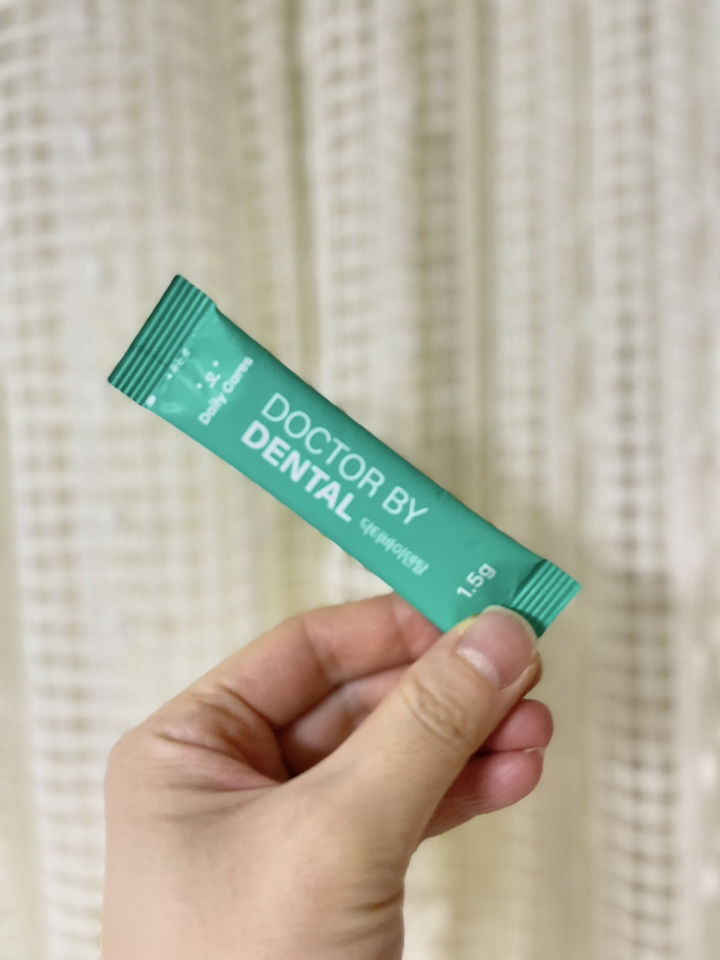 Daily Cares
DOCTOR BY
DENTAL
닥터바이덴탈
1.5g